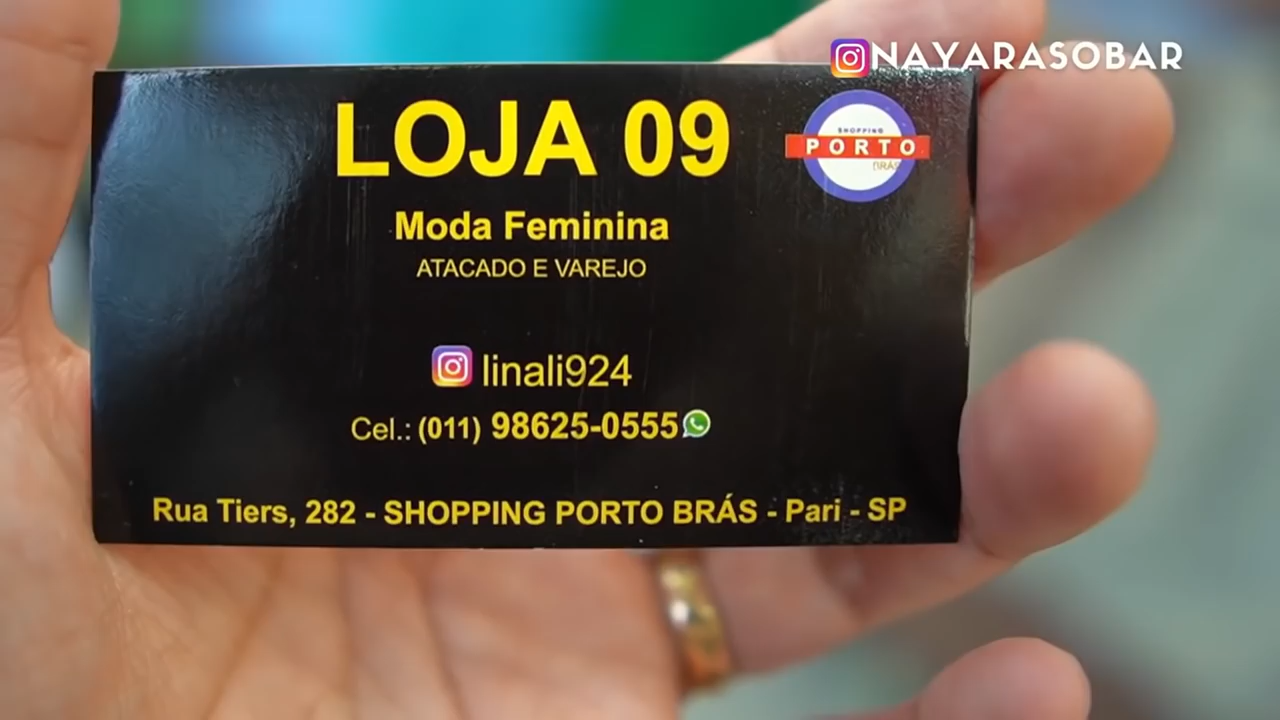 NAYARASOBAR
LOJA 09
SHOPPING
PORTO
BRÁS
Moda Feminina
ATACADO E VAREJO
linali924
Cel.: (011) 98625-0555
Rua Tiers, 282 - SHOPPING PORTO BRÁS - Pari - SP